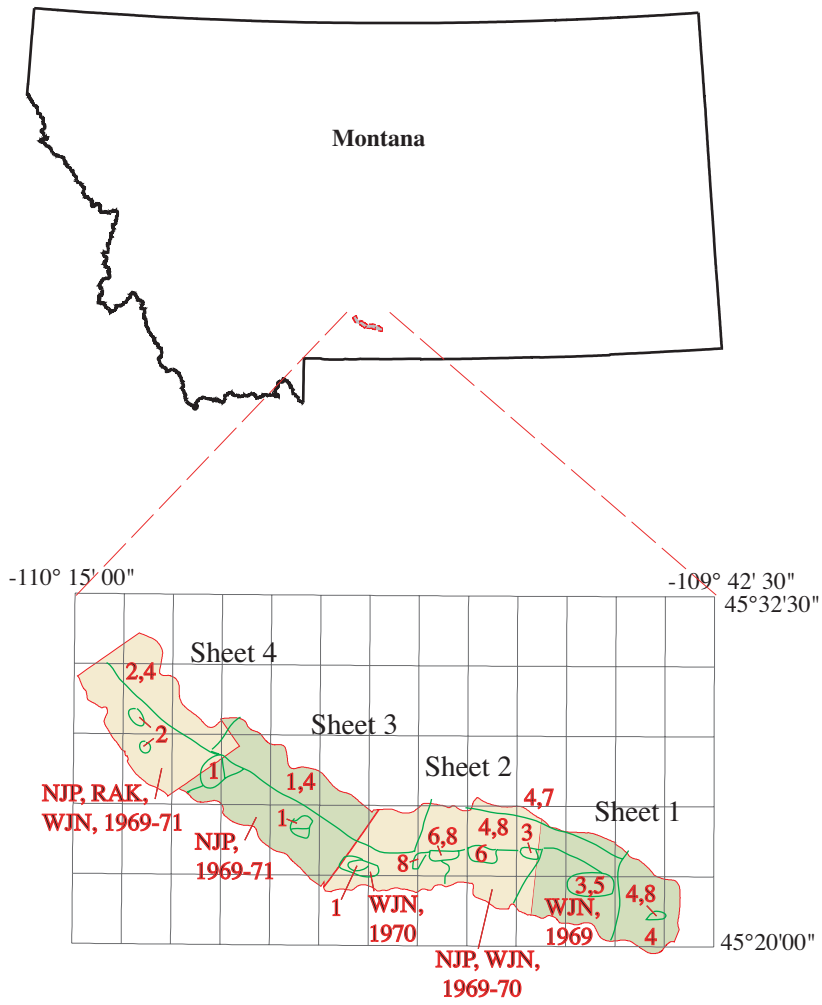 Montana
-110° 15' 00"
-109° 42' 30"
45°32'30"
Sheet 4
2,4
Sheet 3
2
Sheet 2
1
1,4
4,7
Sheet 1
NJP, RAK,
WJN, 1969-71
1
6,8
4,8
3
NJP,
1969-71
8
6
3,5
4,8
1
WJN,
1970
WJN,
1969
4
45°20'00"
NJP, WJN,
1969-70